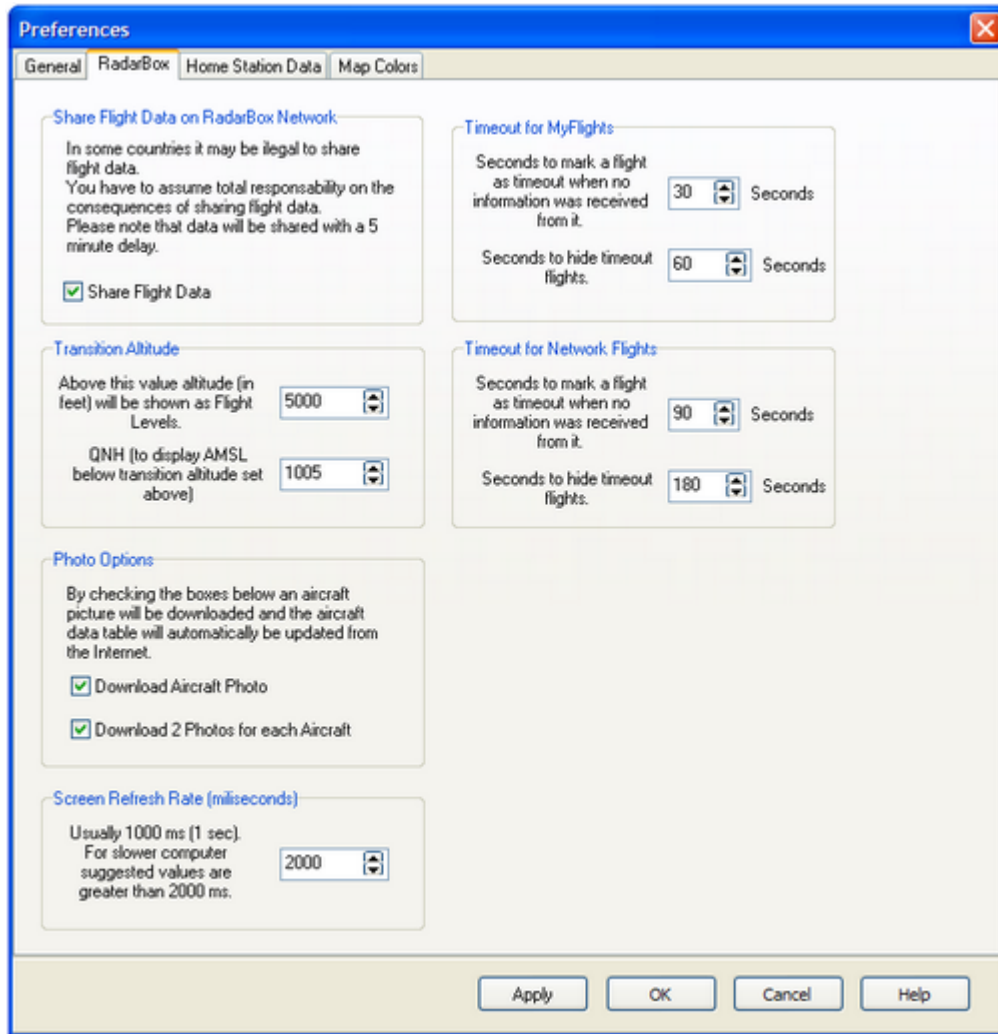 Preferences
General RadarBox Home Station Data Map Colors
Share Flight Data on RadarBox Network
In some countries it may be illegal to share
flight data.
You have to assume total responsability on the
consequences of sharing flight data.
Please note that data will be shared with a 5
minute delay.
Share Flight Data
Transition Altitude
Above this value altitude (in
feet) will be shown as Flight
Levels.
5000
QNH (to display AMSL
below transition altitude set
above)
1005
Photo Options
By checking the boxes below an aircraft
picture will be downloaded and the aircraft
data table will automatically be updated from
the Internet.
Download Aircraft Photo
Download 2 Photos for each Aircraft
Screen Refresh Rate (miliseconds)
Usually 1000 ms (1 sec).
For slower computer
suggested values are
greater than 2000 ms.
2000
Timeout for MyFlights
Seconds to mark a flight
as timeout when no
information was received
from it.
30 Seconds
Seconds to hide timeout
flights.
60 Seconds
Timeout for Network Flights
Seconds to mark a flight
as timeout when no
information was received
from it.
90 Seconds
Seconds to hide timeout
flights.
180 Seconds
Apply OK Cancel Help